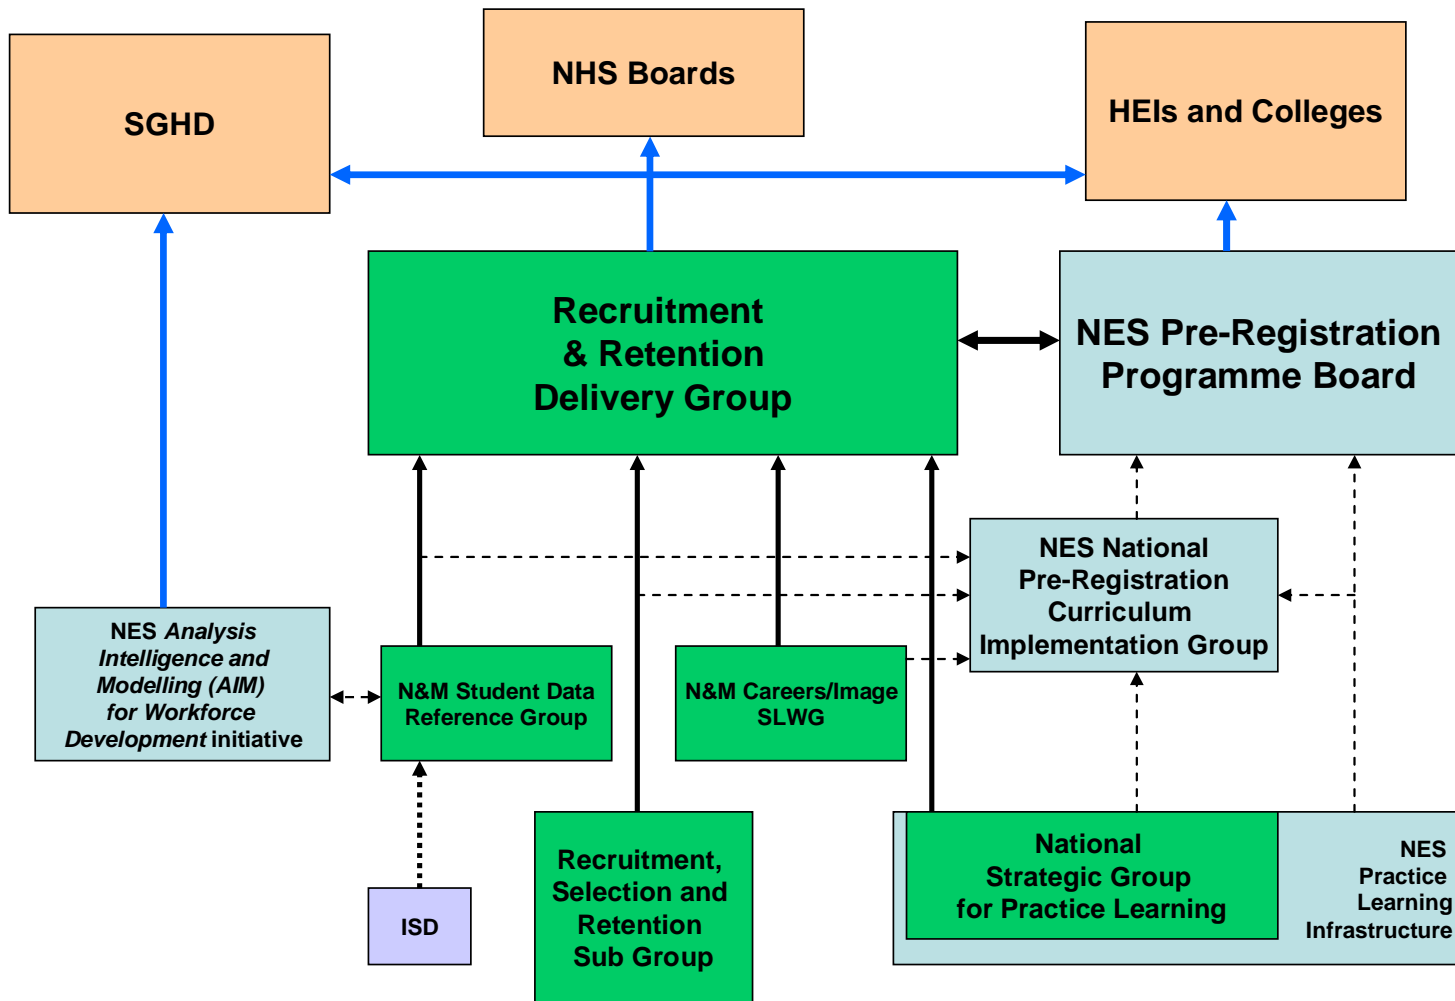 SGHD
NHS Boards
HEIs and Colleges
Recruitment
& Retention
Delivery Group
NES Pre-Registration
Programme Board
NES National
Pre-Registration
Curriculum
Implementation Group
NES Analysis
Intelligence and
Modelling (AIM)
for Workforce
Development initiative
N&M Student Data
Reference Group
N&M Careers/Image
SLWG
ISD
Recruitment,
Selection and
Retention
Sub Group
National
Strategic Group
for Practice Learning
NES
Practice
Learning
Infrastructure